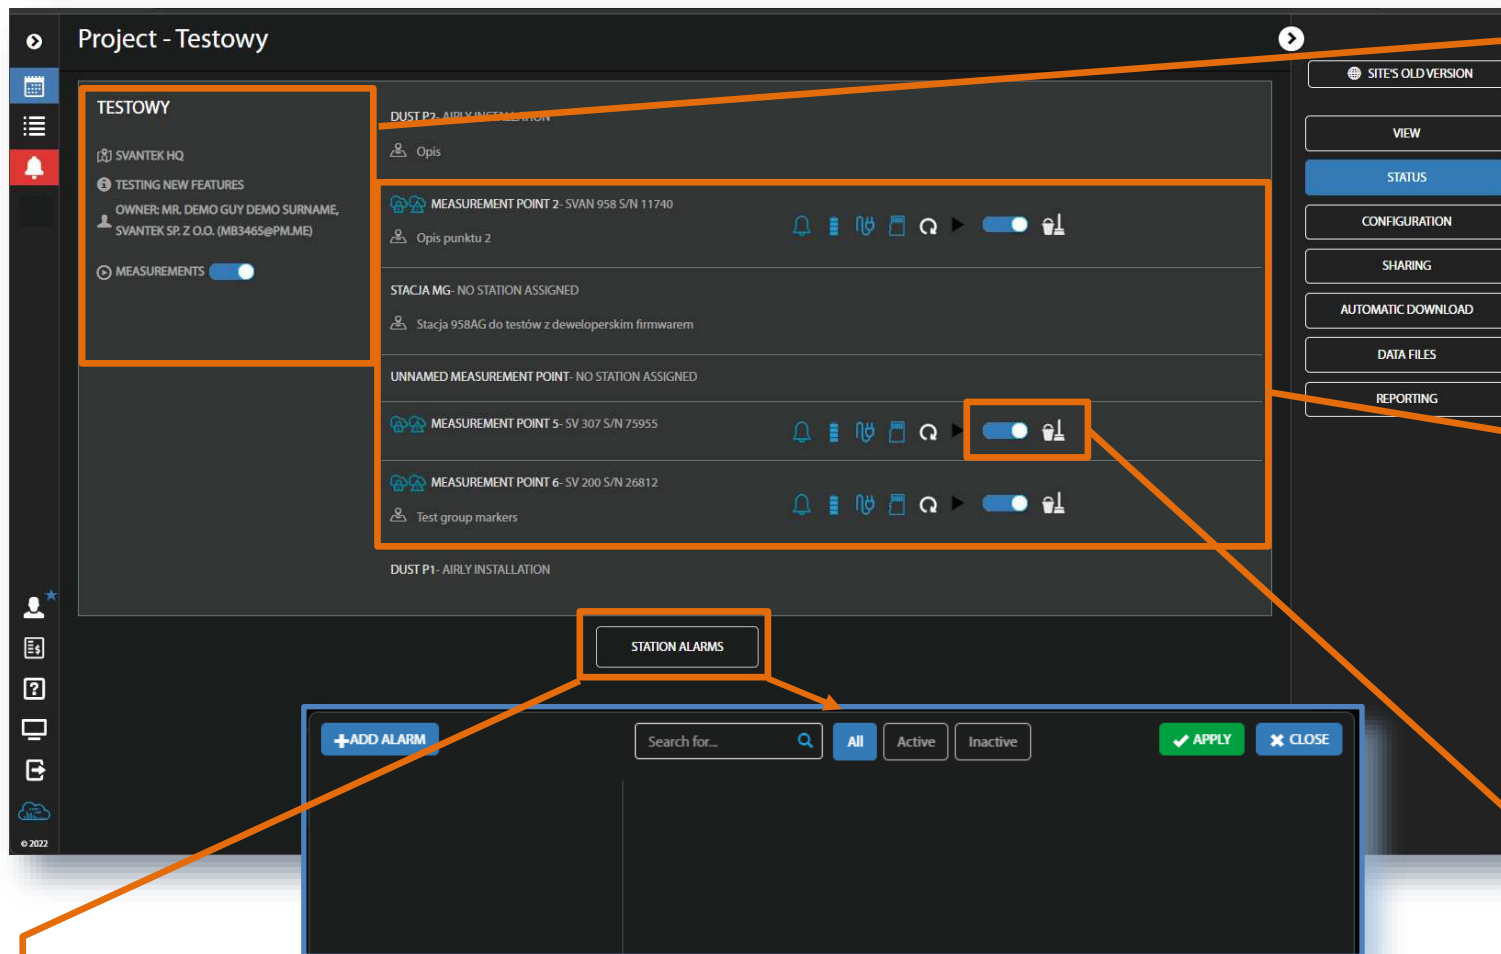 Project - Testowy
SITE'S OLD VERSION
TESTOWY
SVANTEK HQ
TESTING NEW FEATURES
OWNER: MR. DEMO GUY DEMO SURNAME,
SVANTEK SP. Z O.O. (MB3465@PM.ME)
MEASUREMENTS
DUST P2- AIRLY INSTALLATION
Opis
MEASUREMENT POINT 2- SVAN 958 S/N 11740
Opis punktu 2
STACJA MG- NO STATION ASSIGNED
Stacja 958AG do testów z deweloperskim firmwarem
UNNAMED MEASUREMENT POINT- NO STATION ASSIGNED
MEASUREMENT POINT 5- SV 307 S/N 75955
MEASUREMENT POINT 6- SV 200 S/N 26812
Test group markers
DUST P1- AIRLY INSTALLATION
VIEW
STATUS
CONFIGURATION
SHARING
AUTOMATIC DOWNLOAD
DATA FILES
REPORTING
STATION ALARMS
ADD ALARM
Search for...
All
Active
Inactive
APPLY
CLOSE
© 2022